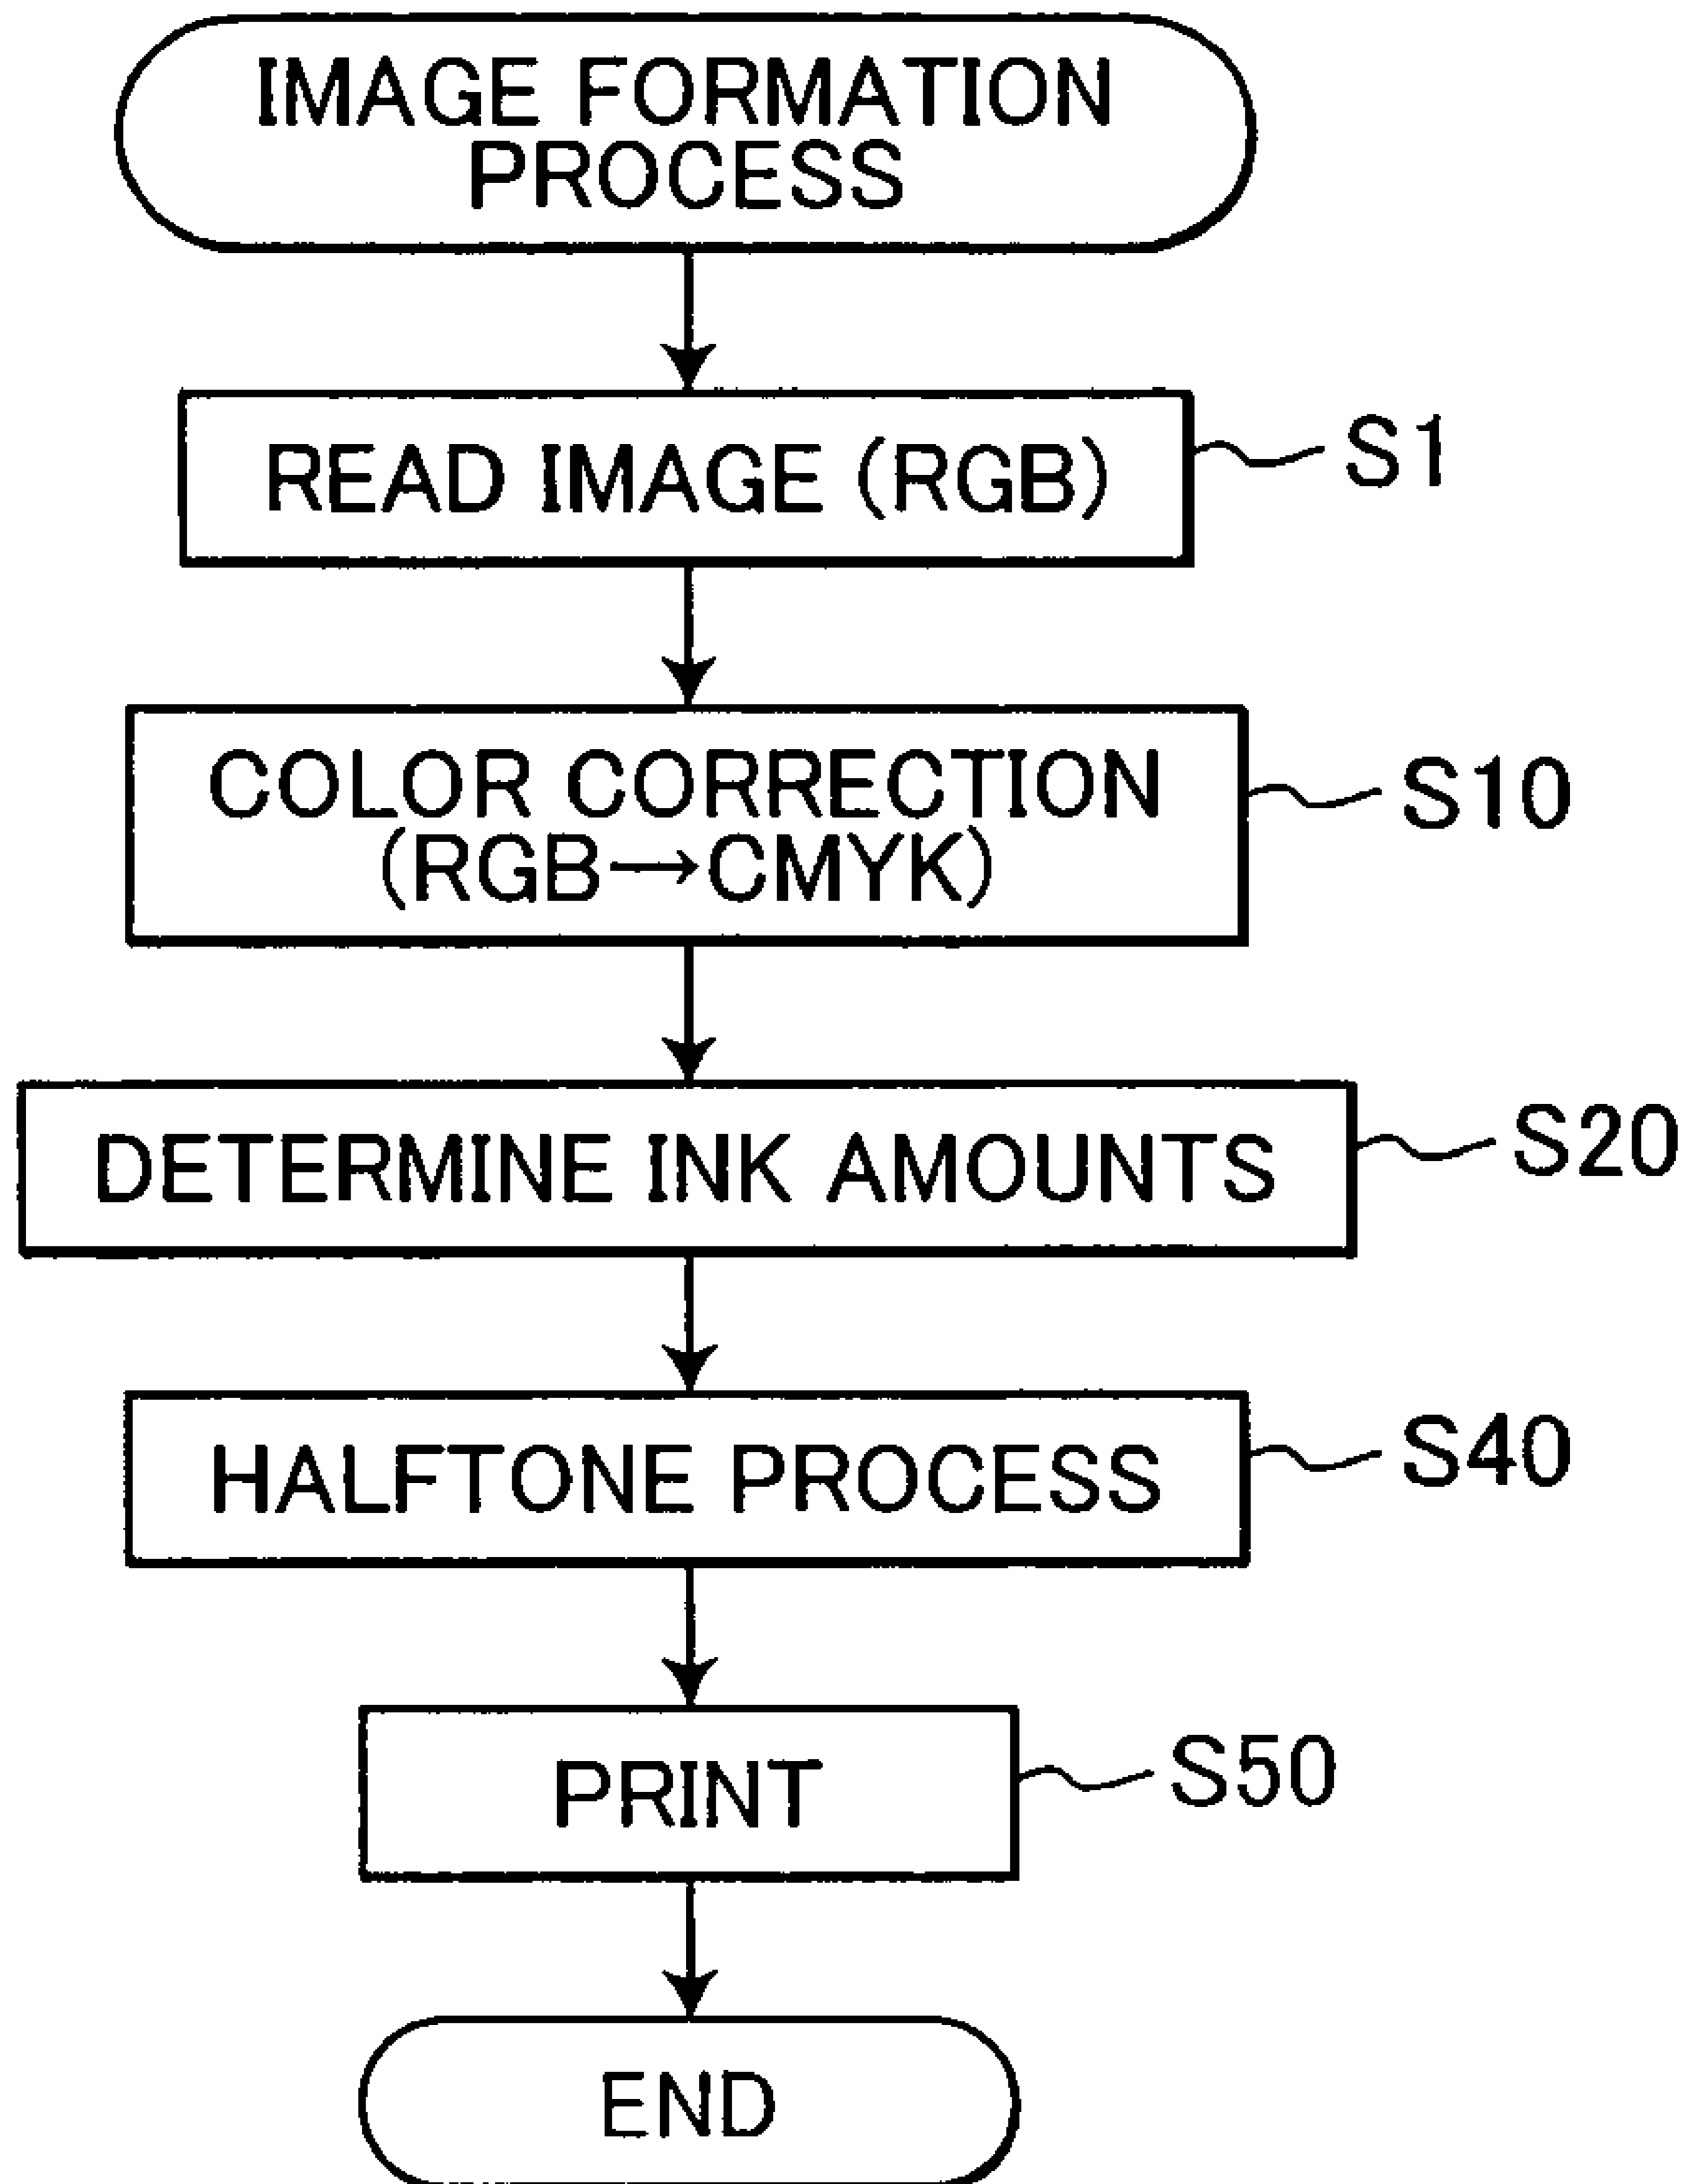 IMAGE FORMATION
PROCESS
READ IMAGE (RGB)
S1
COLOR CORRECTION
(RGB→CMYK)
S10
DETERMINE INK AMOUNTS
S20
HALFTONE PROCESS
S40
PRINT
S50
END